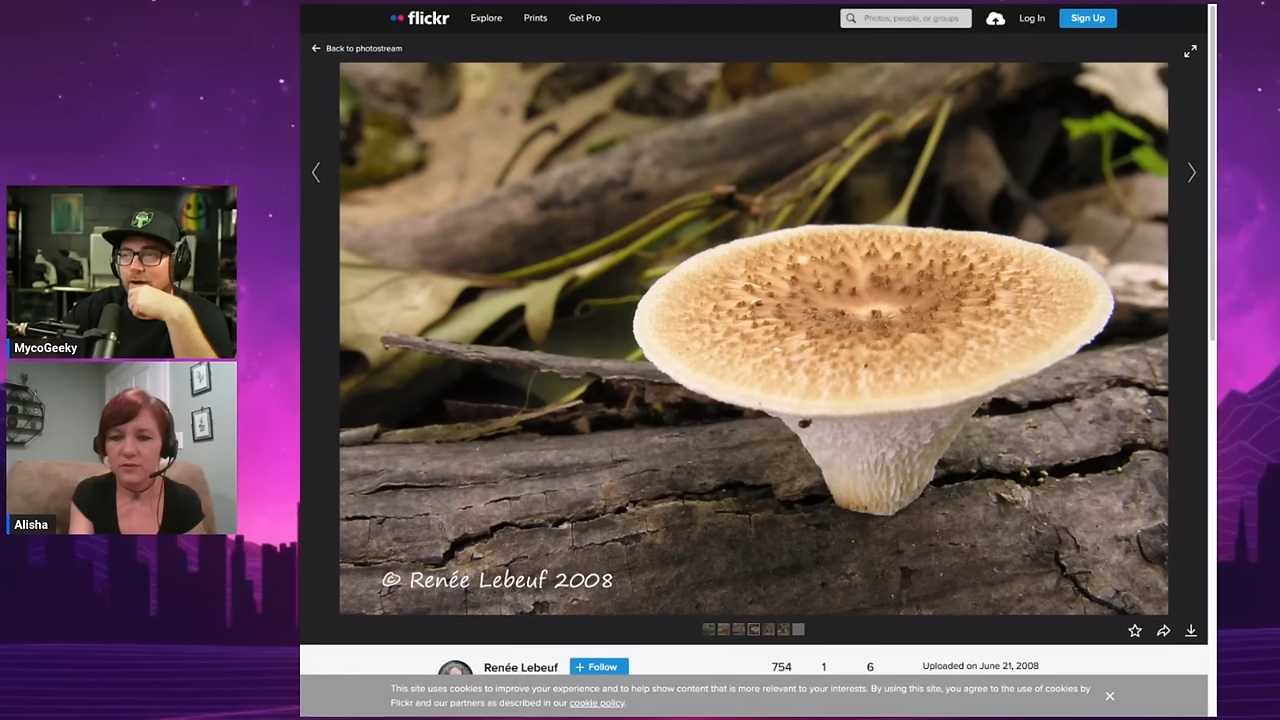 flickr Explore Prints Get Pro Photos, people, or groups Log In Sign Up
Back to photostream
MycoGeeky
Alisha
© Renée Lebeuf 2008
Renée Lebeuf + Follow 754 1 6 Uploaded on June 21, 2008
This site uses cookies to improve your experience and to help show content that is more relevant to your interests. By using this site, you agree to the use of cookies by
Flickr and our partners as described in our cookie policy.